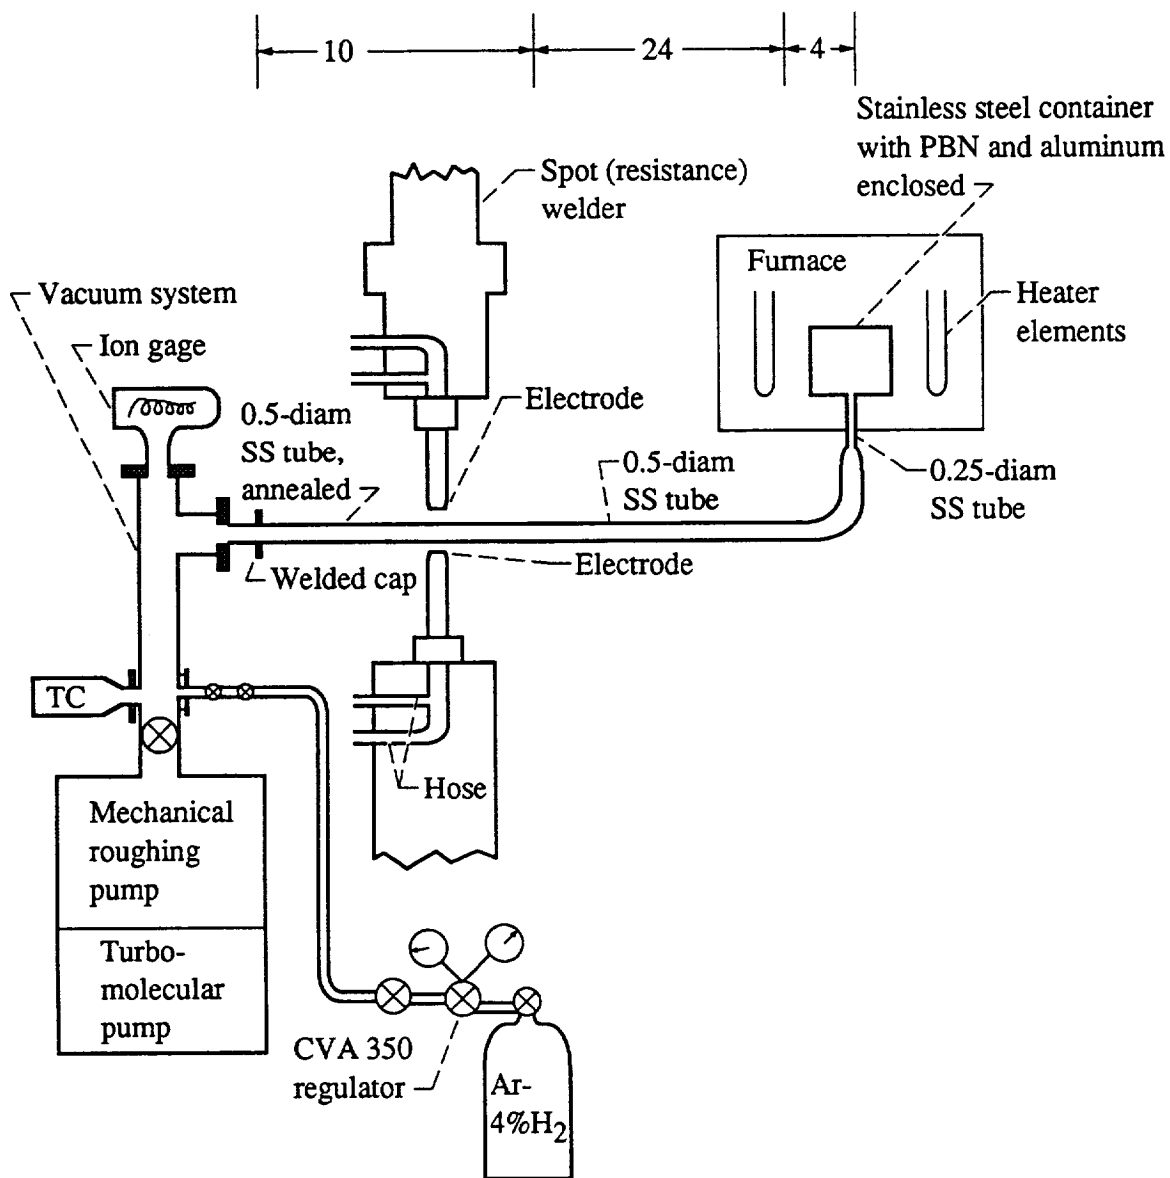 10
24
4
Stainless steel container
with PBN and aluminum
enclosed
Spot (resistance)
welder
Furnace
Heater
elements
Vacuum system
Ion gage
0.5-diam
SS tube,
annealed
Electrode
0.5-diam
SS tube
0.25-diam
SS tube
Welded cap
Electrode
TC
Hose
Mechanical
roughing
pump
Turbo-
molecular
pump
CVA 350
regulator
Ar-
4%H2